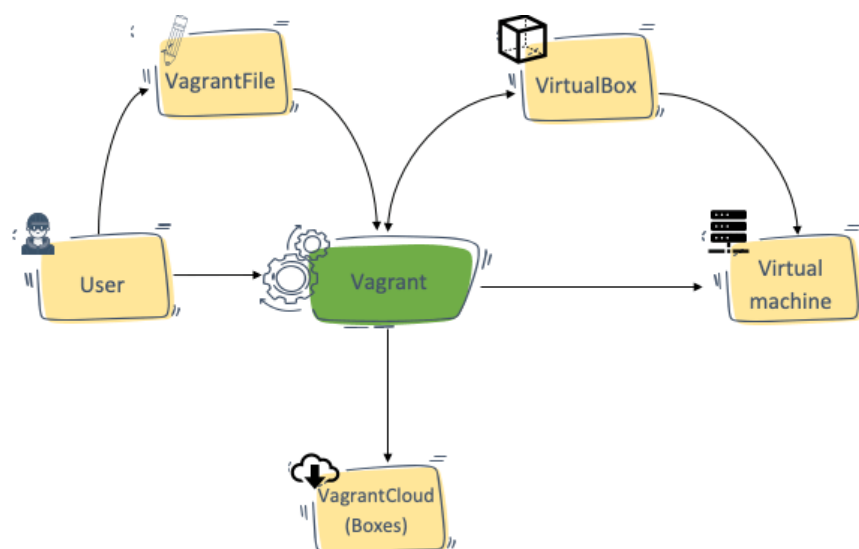 VagrantFile
VirtualBox
User
Vagrant
Virtual
machine
VagrantCloud
(Boxes)